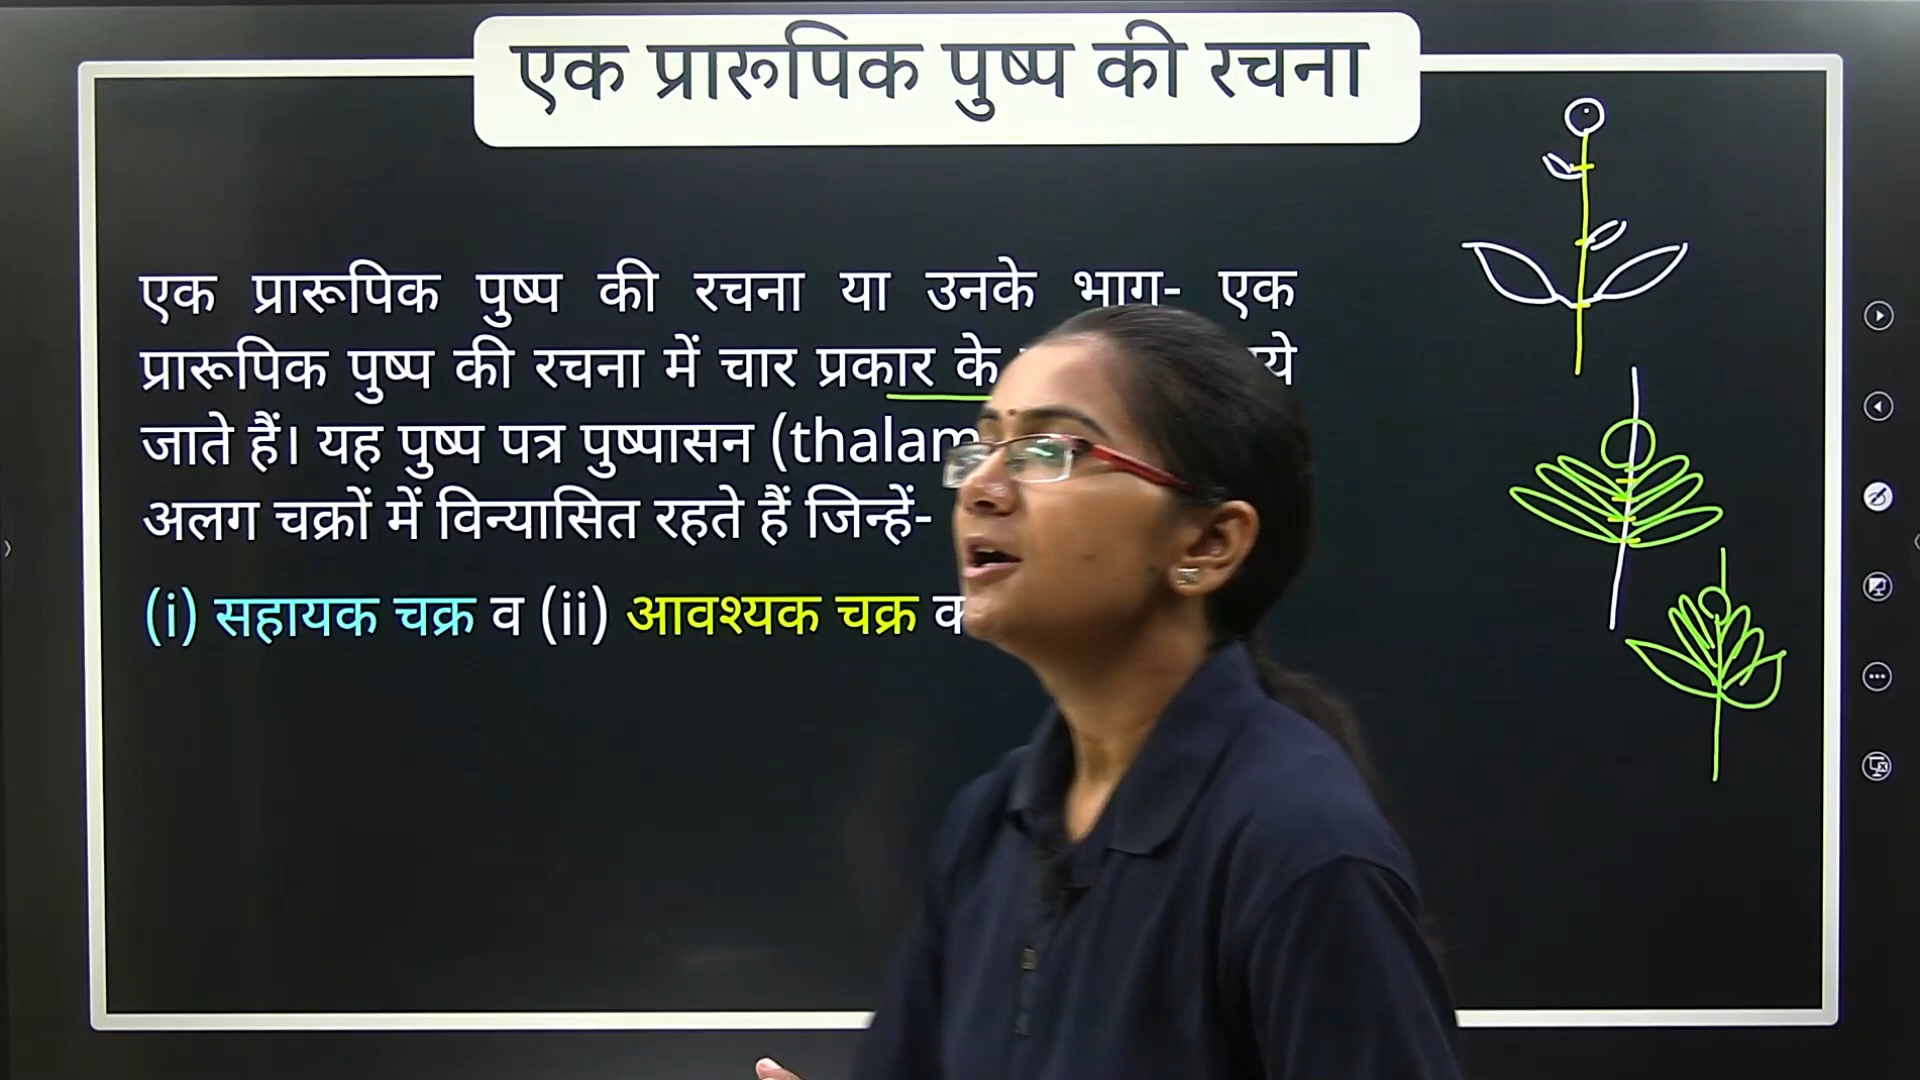 एक प्रारूपिक पुष्प की रचना
एक प्रारूपिक पुष्प की रचना या उनके भाग- एक
प्रारूपिक पुष्प की रचना में चार प्रकार के
जाते हैं। यह पुष्प पत्र पुष्पासन
अलग चक्रों में विन्यासित रहते हैं जिन्हें-
(i) सहायक चक्र व (ii) आवश्यक चक्र